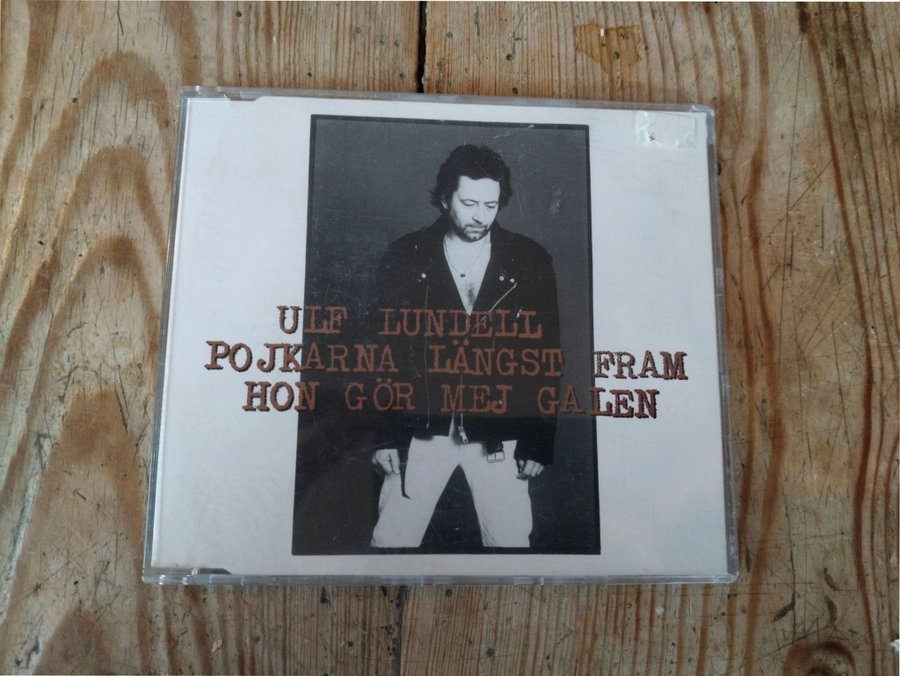 ULF LUNDELL
POJKARNA LÄNGST FRAM
HON GÖR MEJ GALEN